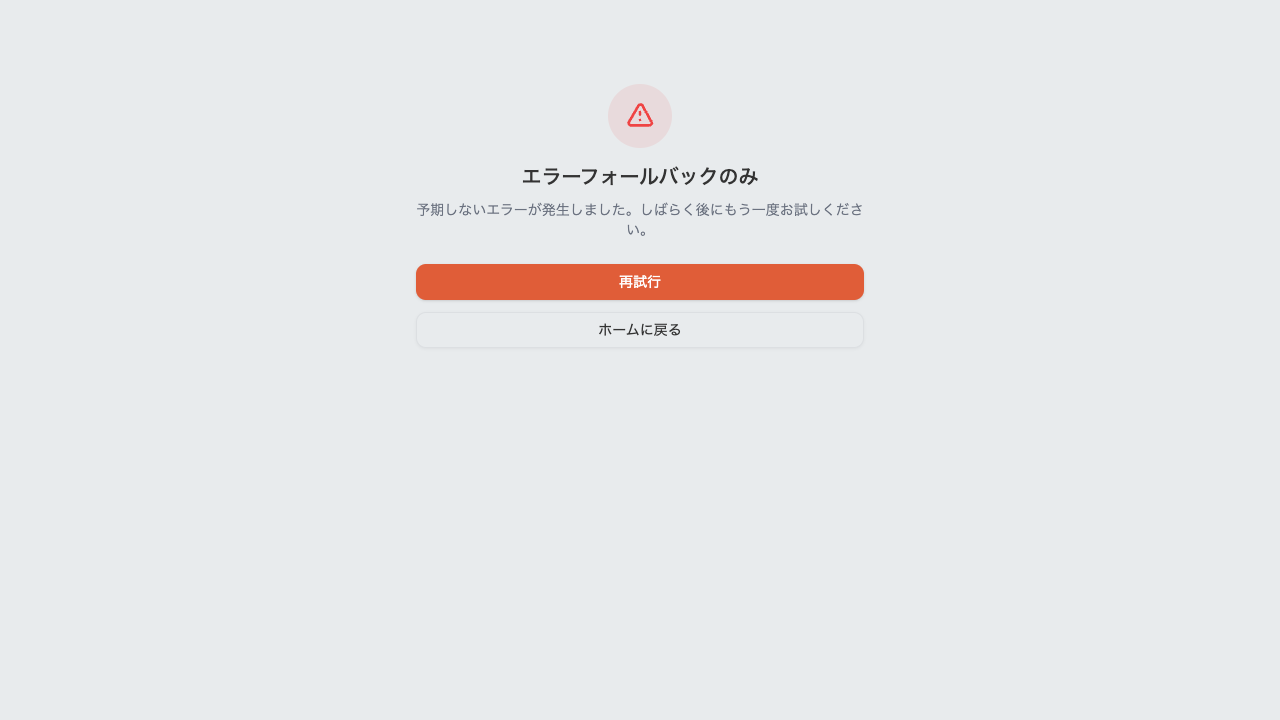 エラーフォールバックのみ
予期しないエラーが発生しました。しばらく後にもう一度お試しくださ
い。
再試行
ホームに戻る